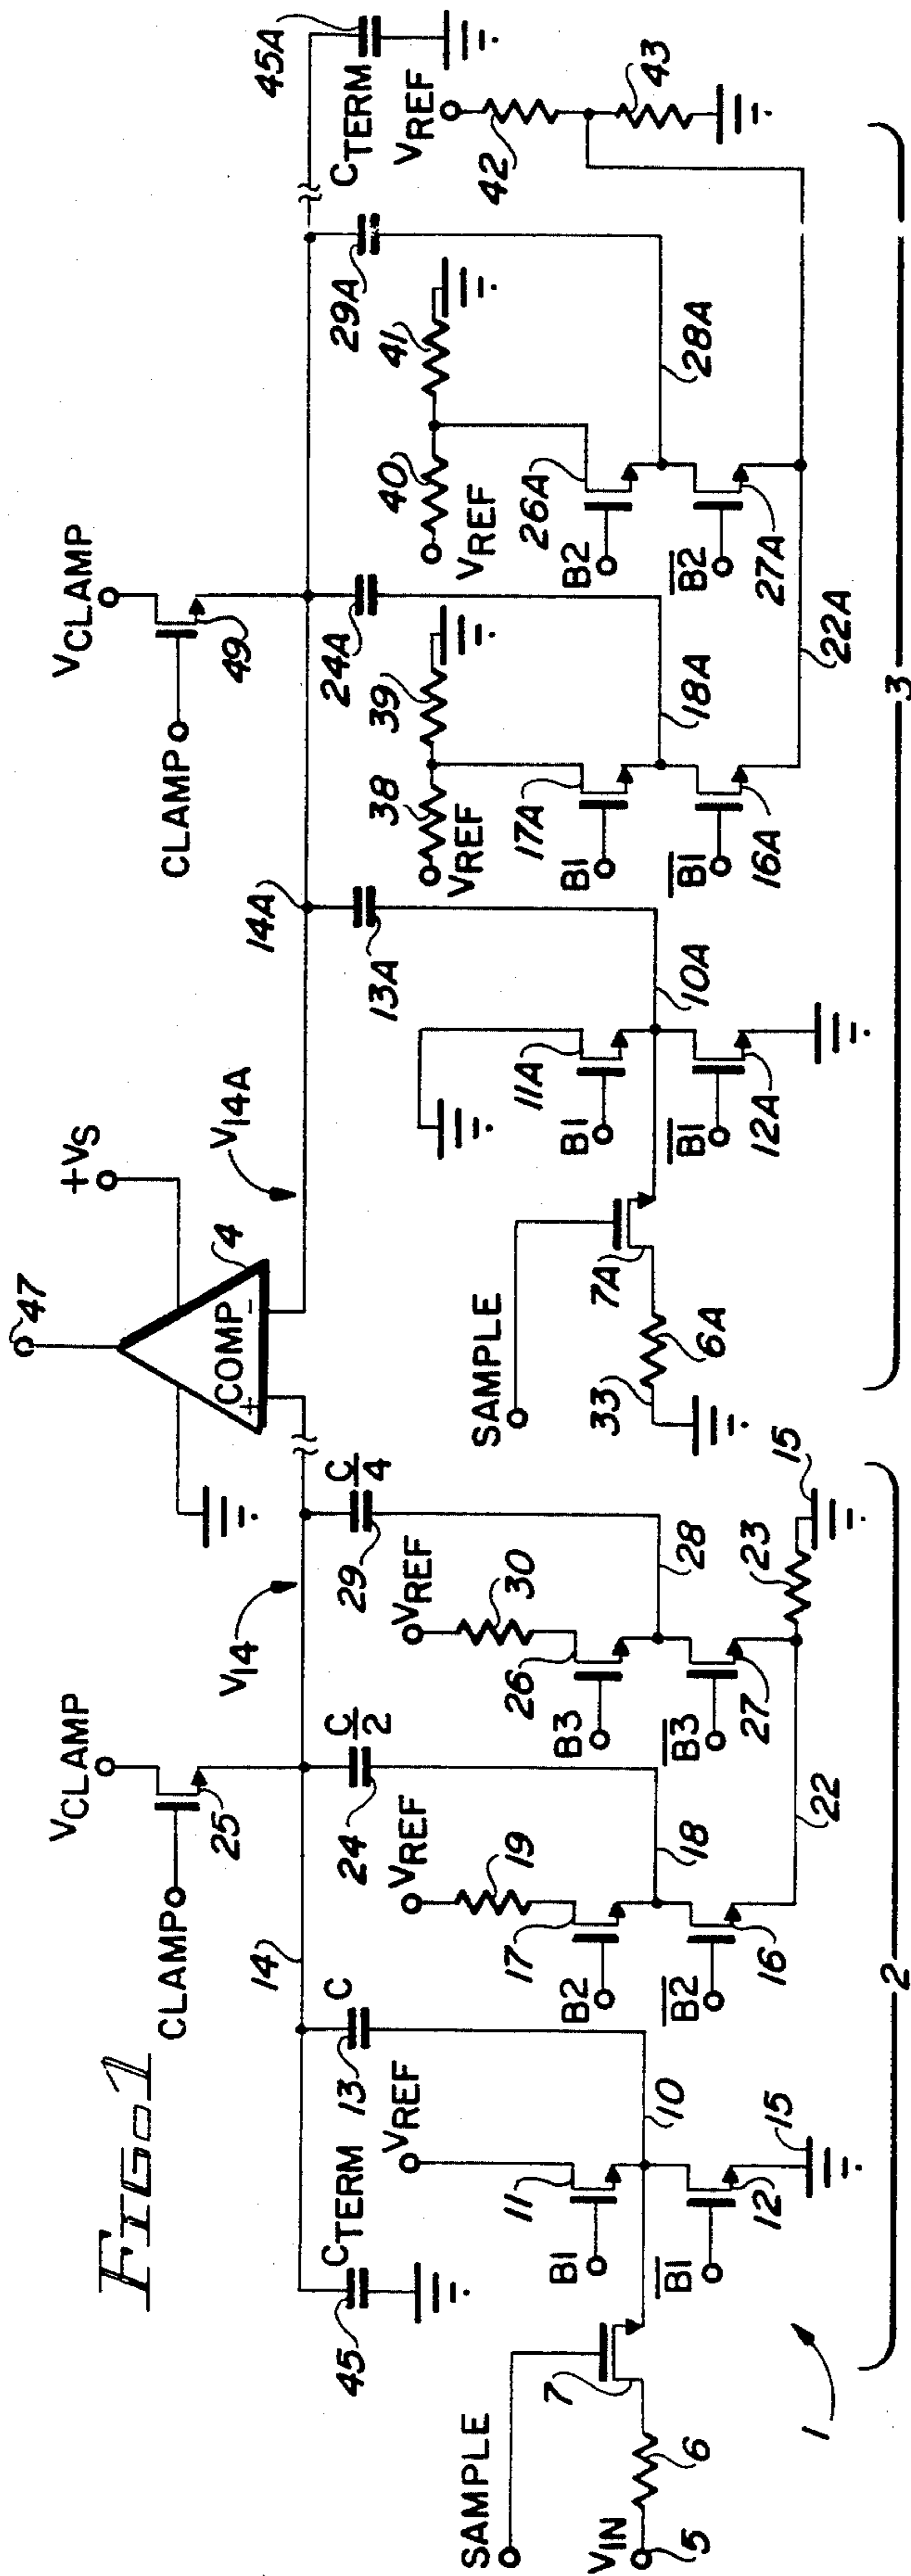 FIG. 1
SAMPLE
VIN
5
6
7
1
45
CTERM
VREF
13
C
11
B1
B1
12
10
15
14
CLAMP
VCLAMP
25
24
C/2
VREF
19
17
B2
B2
16
18
22
V14
29
C/4
VREF
30
26
B3
B3
27
28
23
15
2
47
+VS
4
COMP
+
-
V14A
SAMPLE
33
6A
7A
11A
B1
B1
12A
10A
13A
14A
CLAMP
VCLAMP
49
24A
38
39
VREF
17A
B1
B1
16A
18A
22A
29A
40
41
VREF
26A
B2
B2
27A
28A
45A
CTERM
VREF
42
43
3